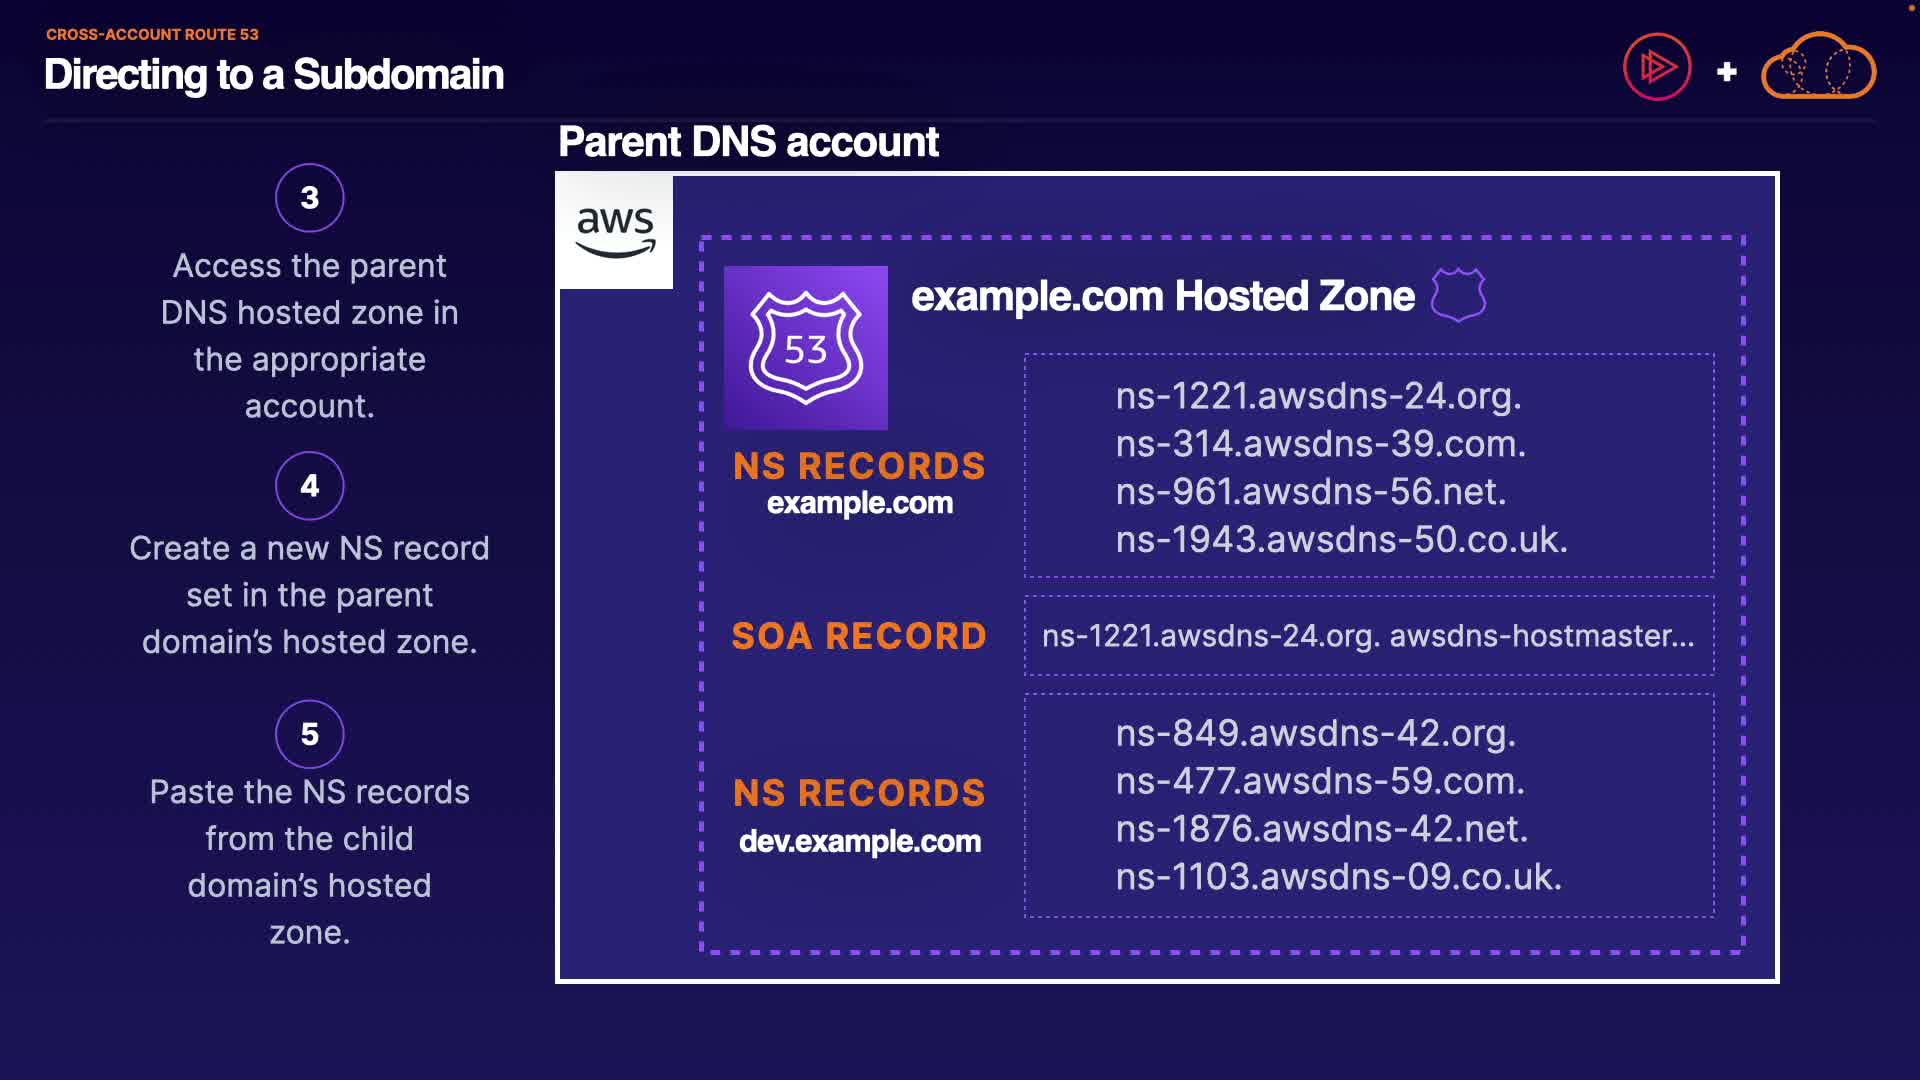 CROSS-ACCOUNT ROUTE 53
Directing to a Subdomain
+
3
Access the parent
DNS hosted zone in
the appropriate
account.
4
Create a new NS record
set in the parent
domain's hosted zone.
5
Paste the NS records
from the child
domain's hosted
zone.
Parent DNS account
aws
53
example.com Hosted Zone
NS RECORDS
example.com
ns-1221.awsdns-24.org.
ns-314.awsdns-39.com.
ns-961.awsdns-56.net.
ns-1943.awsdns-50.co.uk.
SOA RECORD
ns-1221.awsdns-24.org. awsdns-hostmaster...
NS RECORDS
dev.example.com
ns-849.awsdns-42.org.
ns-477.awsdns-59.com.
ns-1876.awsdns-42.net.
ns-1103.awsdns-09.co.uk.